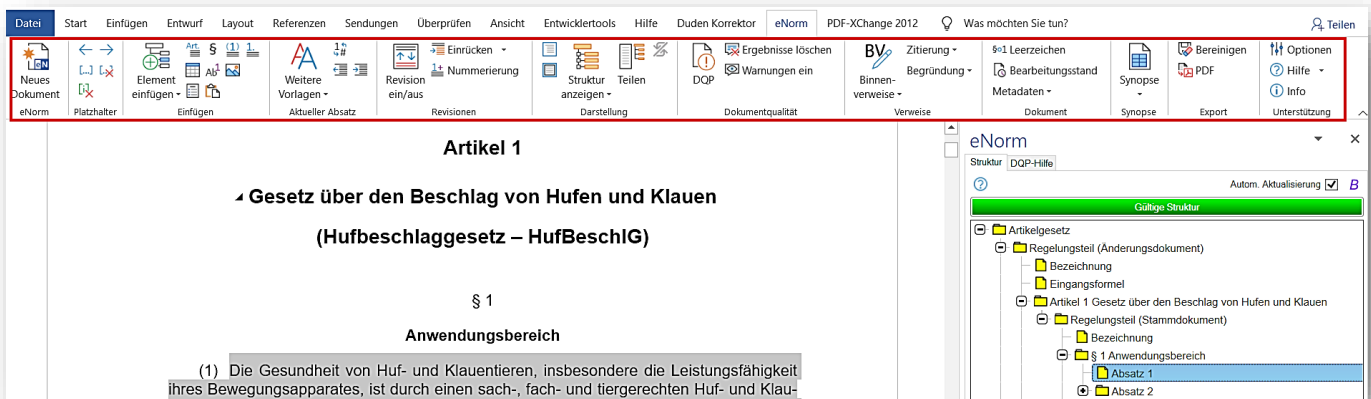 Datei Start Einfügen Entwurf Layout Referenzen Sendungen Überprüfen Ansicht Entwicklertools Hilfe Duden Korrektor eNorm PDF-XChange 2012 Was möchten Sie tun? Teilen
Neues Dokument
eNorm
[...]
Platzhalter
Element einfügen
Art. § (1) 1.
Ab1
Einfügen
Weitere Vorlagen
Aktueller Absatz
Revision ein/aus
Einrücken
Nummerierung
Revisionen
Struktur anzeigen
Teilen
Darstellung
DQP
Ergebnisse löschen
Warnungen ein
Dokumentqualität
Binnen-
verweise
Zitierung
Begründung
Verweise
§○1 Leerzeichen
Bearbeitungsstand
Metadaten
Dokument
Synopse
Synopse
Bereinigen
PDF
Export
Optionen
Hilfe
Info
Unterstützung
Artikel 1
Gesetz über den Beschlag von Hufen und Klauen
(Hufbeschlaggesetz – HufBeschlG)
§ 1
Anwendungsbereich
(1) Die Gesundheit von Huf- und Klauentieren, insbesondere die Leistungsfähigkeit
ihres Bewegungsapparates, ist durch einen sach-, fach- und tiergerechten Huf- und Klau-
eNorm
Struktur DQP-Hilfe
Autom. Aktualisierung B
Gültige Struktur
Artikelgesetz
Regelungsteil (Änderungsdokument)
Bezeichnung
Eingangsformel
Artikel 1 Gesetz über den Beschlag von Hufen und Klauen
Regelungsteil (Stammdokument)
Bezeichnung
§ 1 Anwendungsbereich
Absatz 1
Absatz 2